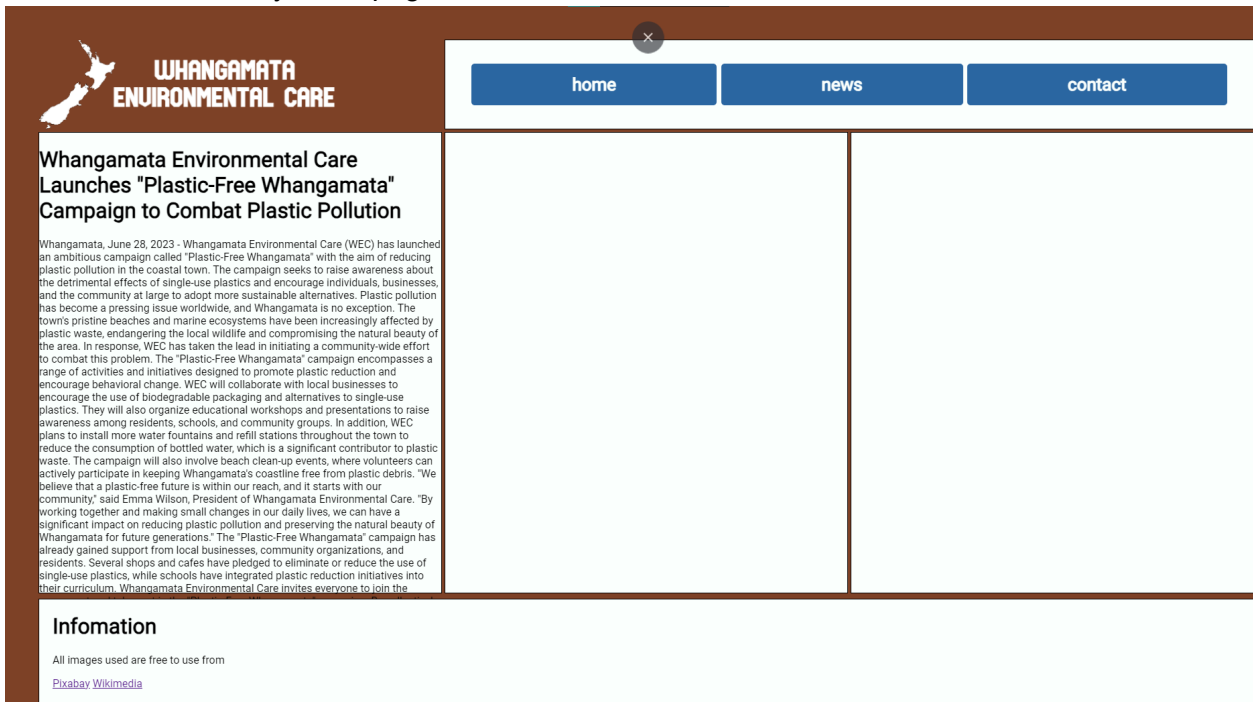 WHANGAMATA
ENVIRONMENTAL CARE
home
news
contact
Whangamata Environmental Care
Launches "Plastic-Free Whangamata"
Campaign to Combat Plastic Pollution
Whangamata, June 28, 2023 - Whangamata Environmental Care (WEC) has launched
an ambitious campaign called "Plastic-Free Whangamata" with the aim of reducing
plastic pollution in the coastal town. The campaign seeks to raise awareness about
the detrimental effects of single-use plastics and encourage individuals, businesses,
and the community at large to adopt more sustainable alternatives. Plastic pollution
has become a pressing issue worldwide, and Whangamata is no exception. The
town's pristine beaches and marine ecosystems have been increasingly affected by
plastic waste, endangering the local wildlife and compromising the natural beauty of
the area. In response, WEC has taken the lead in initiating a community-wide effort
to combat this problem. The "Plastic-Free Whangamata" campaign encompasses a
range of activities and initiatives designed to promote plastic reduction and
encourage behavioral change. WEC will collaborate with local businesses to
encourage the use of biodegradable packaging and alternatives to single-use
plastics. They will also organize educational workshops and presentations to raise
awareness among residents, schools, and community groups. In addition, WEC
plans to install more water fountains and refill stations throughout the town to
reduce the consumption of bottled water, which is a significant contributor to plastic
waste. The campaign will also involve beach clean-up events, where volunteers can
actively participate in keeping Whangamata's coastline free from plastic debris. "We
believe that a plastic-free future is within our reach, and it starts with our
community," said Emma Wilson, President of Whangamata Environmental Care. "By
working together and making small changes in our daily lives, we can have a
significant impact on reducing plastic pollution and preserving the natural beauty of
Whangamata for future generations." The "Plastic-Free Whangamata" campaign has
already gained support from local businesses, community organizations, and
residents. Several shops and cafes have pledged to eliminate or reduce the use of
single-use plastics, while schools have integrated plastic reduction initiatives into
their curriculum. Whangamata Environmental Care invites everyone to join the
Infomation
All images used are free to use from
Pixabay Wikimedia